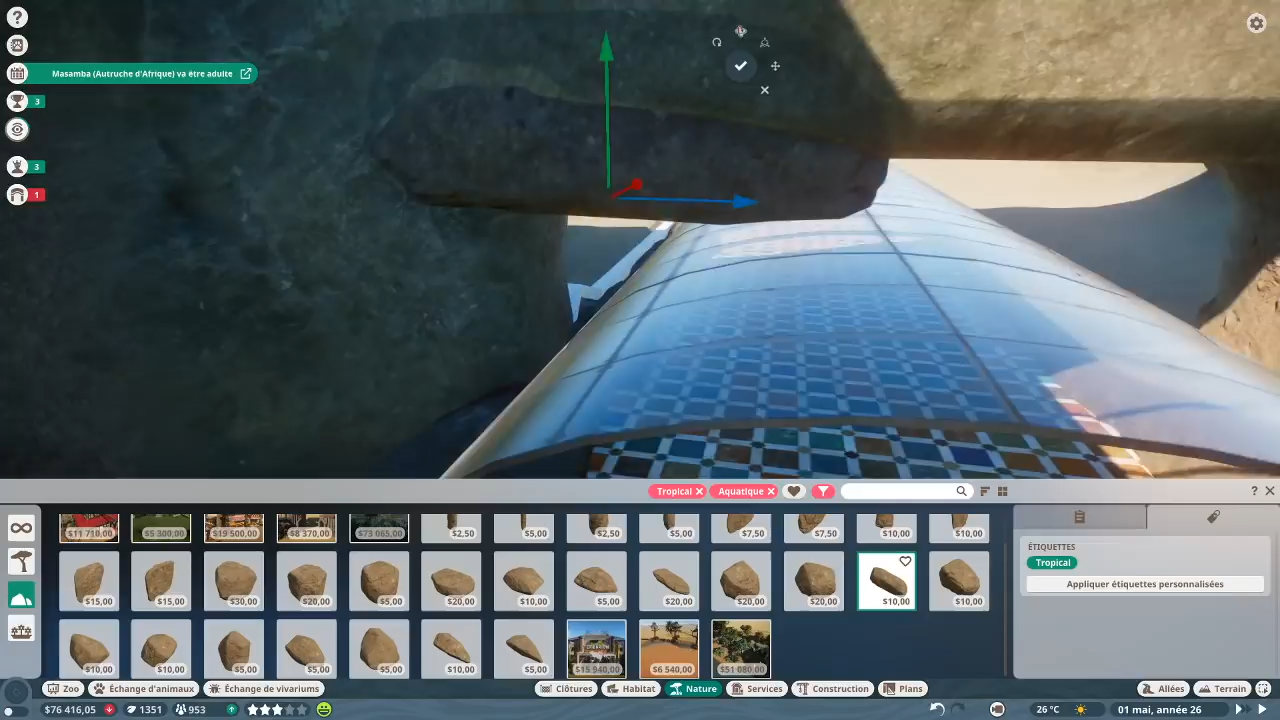 ?
Masamba (Autruche d'Afrique) va être adulte
3
3
1
Tropical ✕ Aquatique ✕
? ✕
$11 710,00 $5 300,00 $19 500,00 $8 370,00 $73 065,00 $2,50 $5,00 $2,50 $5,00 $7,50 $7,50 $10,00 $10,00
$15,00 $15,00 $30,00 $20,00 $5,00 $20,00 $10,00 $5,00 $20,00 $20,00 $20,00 $10,00 $10,00
$10,00 $10,00 $5,00 $5,00 $5,00 $10,00 $5,00 $15 940,00 $6 540,00 $51 080,00
ÉTIQUETTES
Tropical
Appliquer étiquettes personnalisées
Zoo Échange d'animaux Échange de vivariums Clôtures Habitat Nature Services Construction Plans Allées Terrain
$76 416,05 1351 953 26 °C 01 mai, année 26